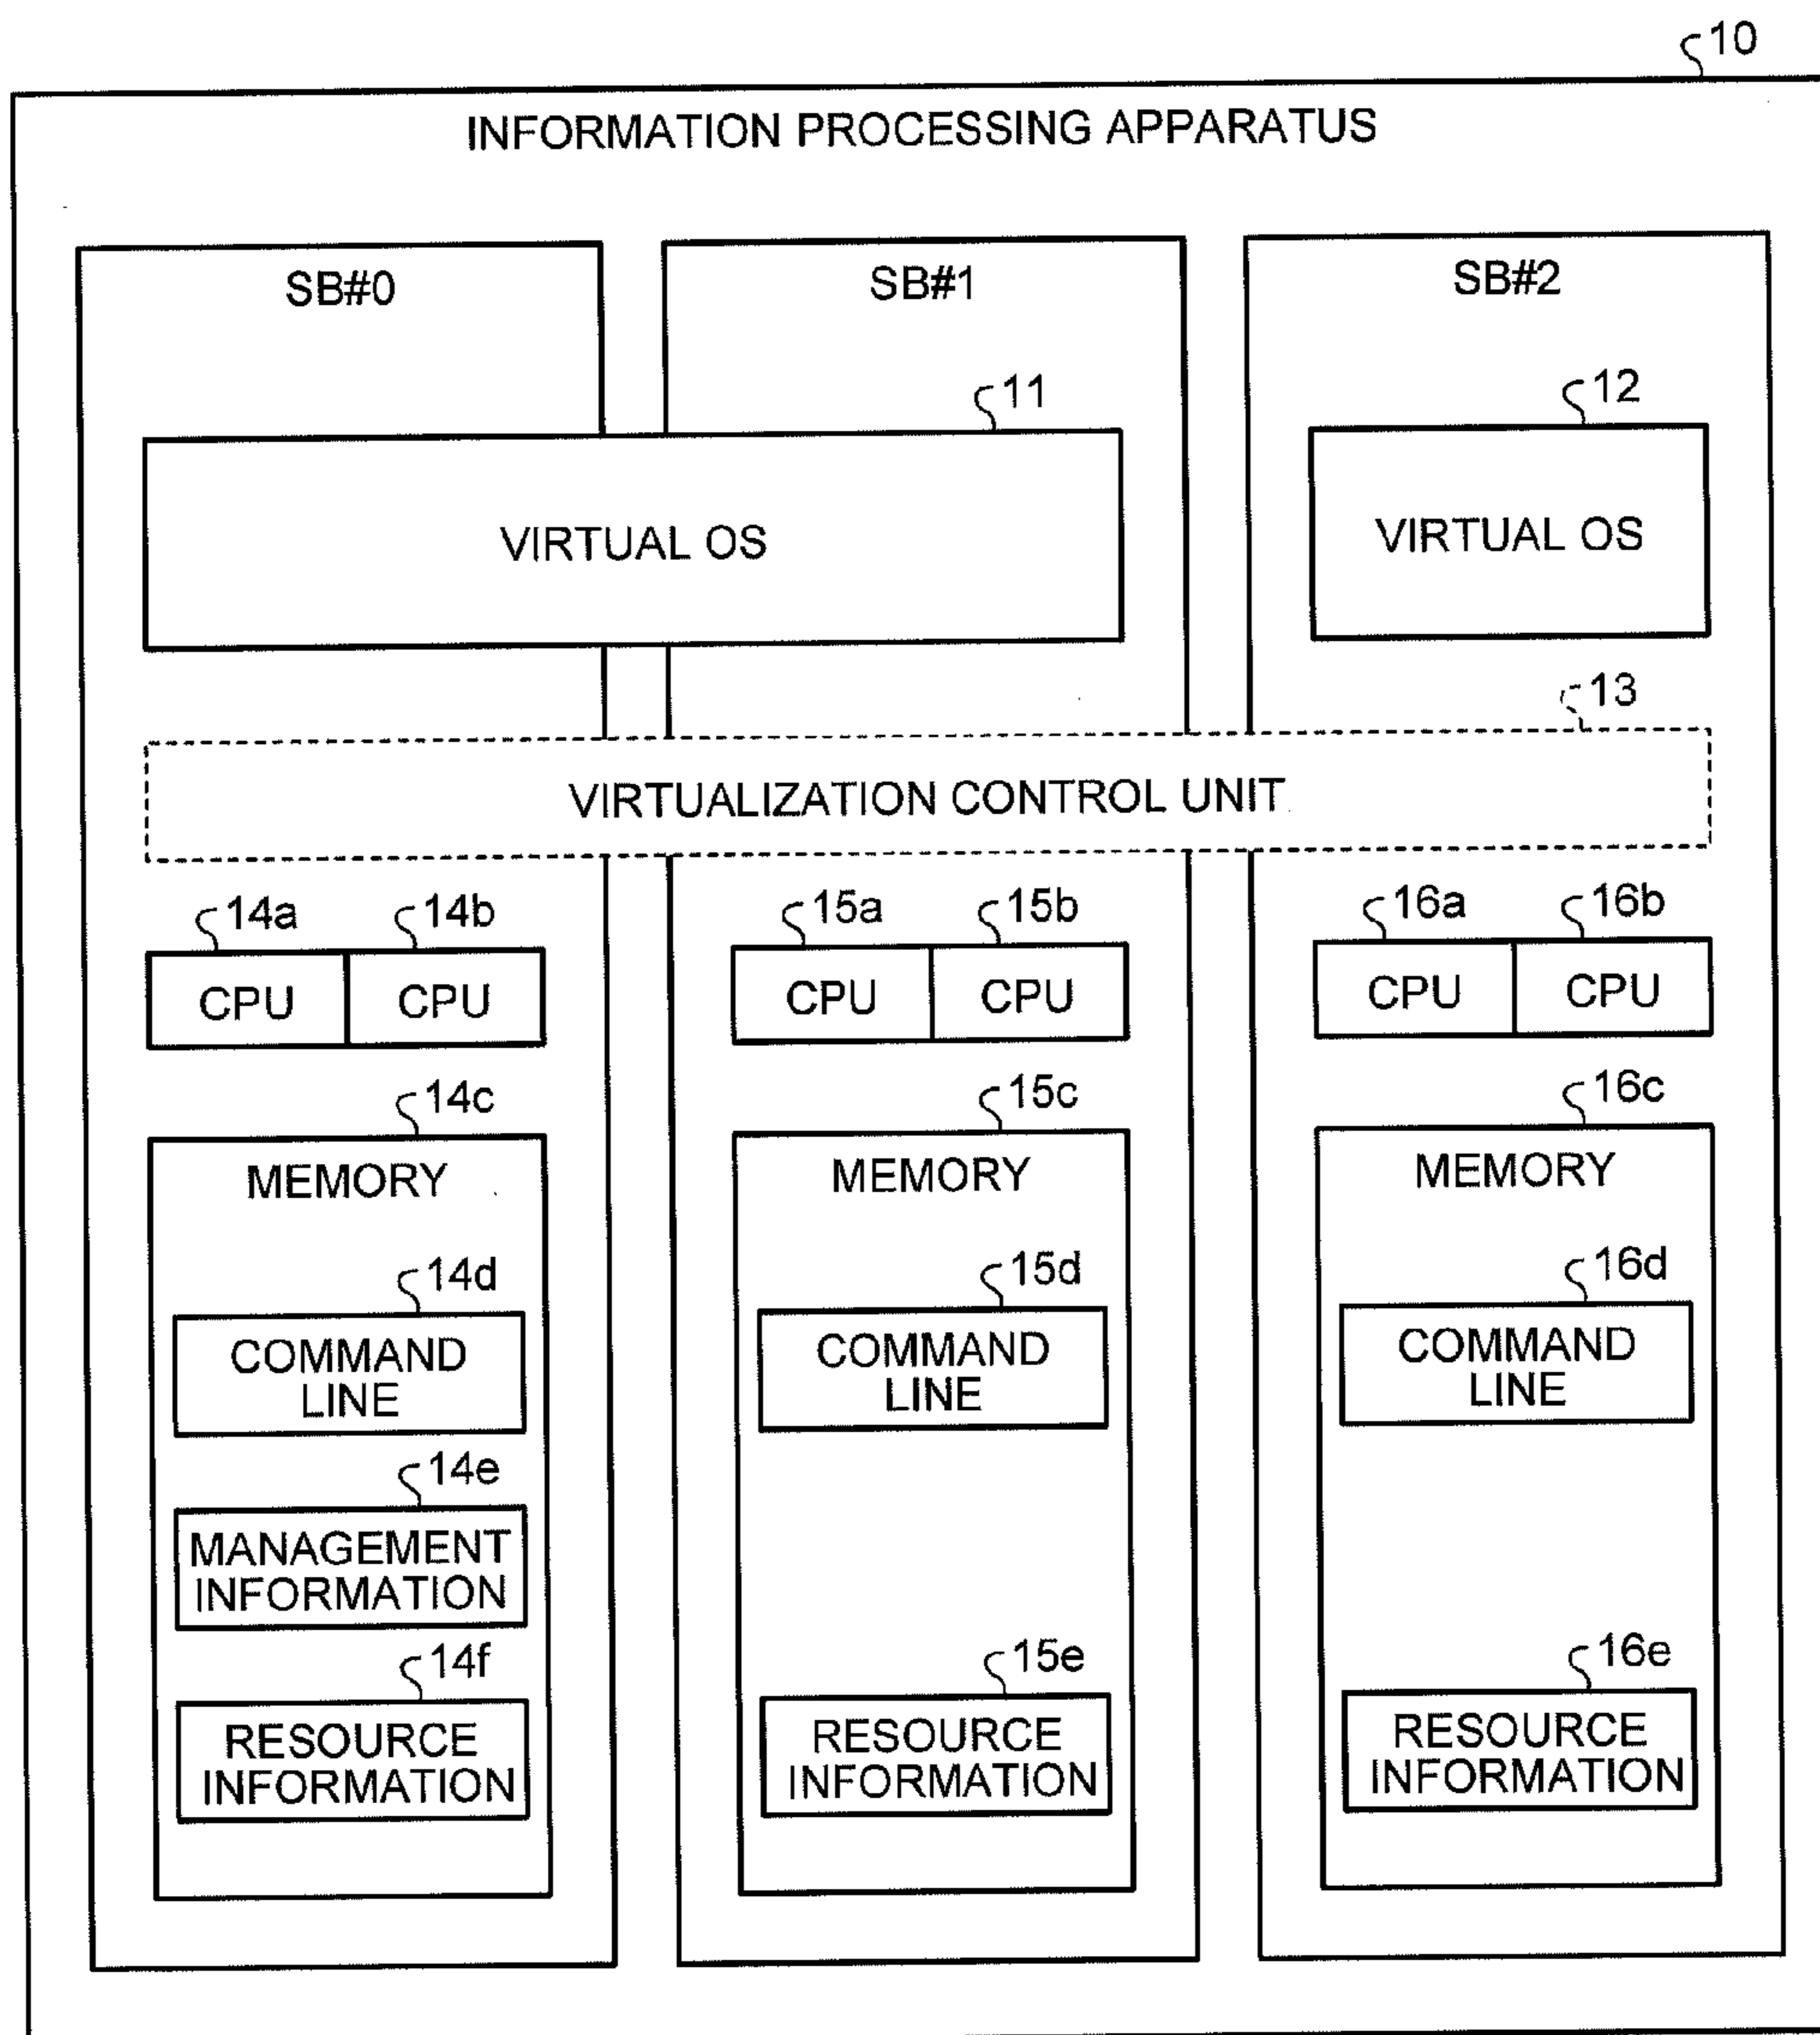 10
INFORMATION PROCESSING APPARATUS
SB#0
SB#1
SB#2
11
12
VIRTUAL OS
VIRTUAL OS
13
VIRTUALIZATION CONTROL UNIT
14a
14b
15a
15b
16a
16b
CPU
CPU
CPU
CPU
CPU
CPU
14c
15c
16c
MEMORY
MEMORY
MEMORY
14d
15d
16d
COMMAND
LINE
COMMAND
LINE
COMMAND
LINE
14e
MANAGEMENT
INFORMATION
14f
15e
16e
RESOURCE
INFORMATION
RESOURCE
INFORMATION
RESOURCE
INFORMATION